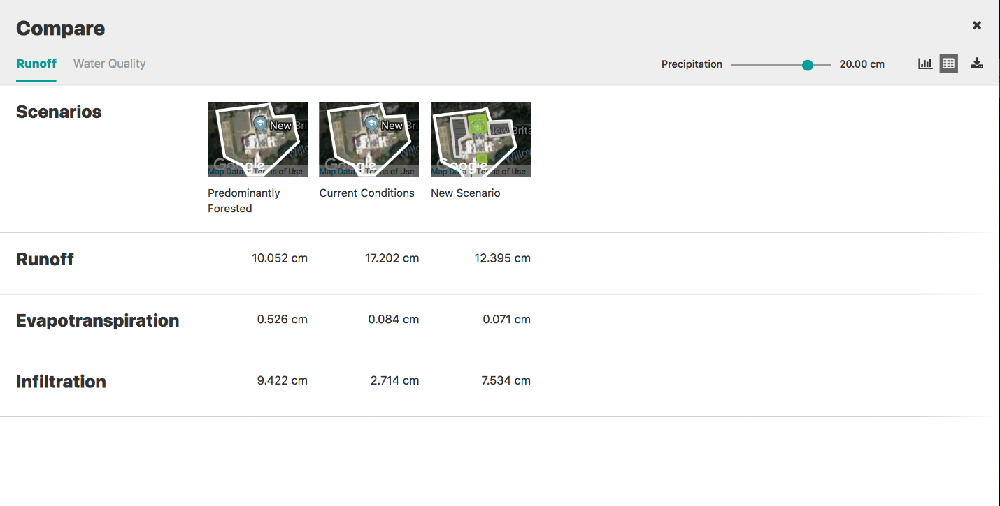 Compare
Runoff
Water Quality
Precipitation
20.00 cm
Scenarios
New Bri
Willo
Google
Map Data
Terms of Use
Predominantly
Forested
New Bri
Willo
Google
Map Data
Terms of Use
Current Conditions
New Brita
Willow
Google
Map Data
Terms of Use
New Scenario
Runoff
10.052 cm
17.202 cm
12.395 cm
Evapotranspiration
0.526 cm
0.084 cm
0.071 cm
Infiltration
9.422 cm
2.714 cm
7.534 cm